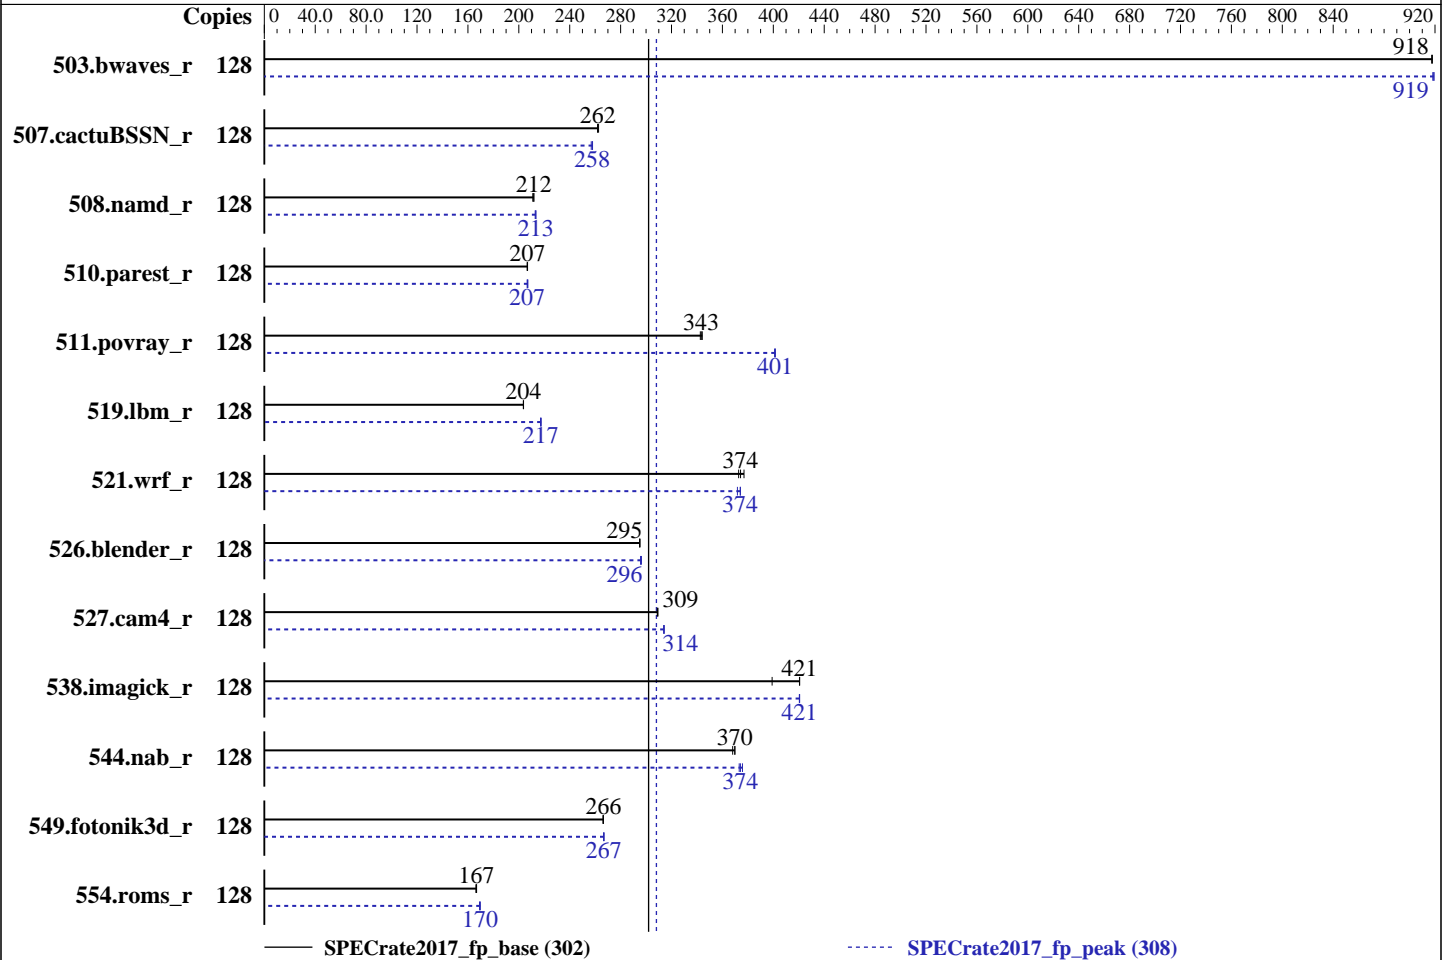 Copies 0 40.0 80.0 120 160 200 240 280 320 360 400 440 480 520 560 600 640 680 720 760 800 840 920
503.bwaves_r 128 918
919
507.cactuBSSN_r 128 262
258
508.namd_r 128 212
213
510.parest_r 128 207
207
511.povray_r 128 343
401
519.lbm_r 128 204
217
521.wrf_r 128 374
374
526.blender_r 128 295
296
527.cam4_r 128 309
314
538.imagick_r 128 421
421
544.nab_r 128 370
374
549.fotonik3d_r 128 266
267
554.roms_r 128 167
170
SPECrate2017_fp_base (302) SPECrate2017_fp_peak (308)